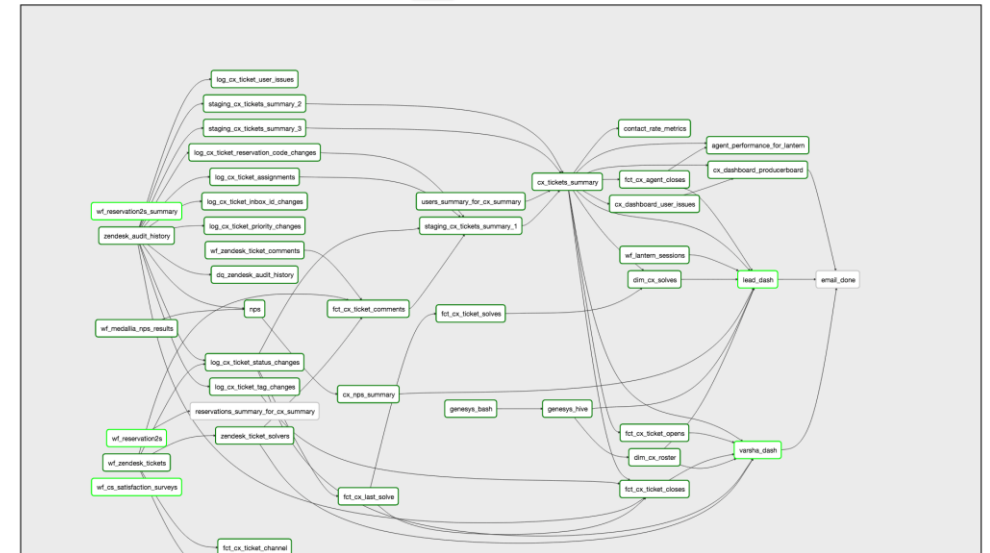 log_cx_ticket_user_issues
staging_cx_tickets_summary_2
staging_cx_tickets_summary_3
contact_rate_metrics
agent_performance_for_lantern
log_cx_ticket_reservation_code_changes
cx_dashboard_producerboard
log_cx_ticket_assignments
cx_tickets_summary
fct_cx_agent_closes
log_cx_ticket_inbox_id_changes
users_summary_for_cx_summary
cx_dashboard_user_issues
wf_reservation2s_summary
log_cx_ticket_priority_changes
staging_cx_tickets_summary_1
zendesk_audit_history
wf_zendesk_ticket_comments
wf_lantern_sessions
dq_zendesk_audit_history
dim_cx_solves
lead_dash
email_done
nps
fct_cx_ticket_comments
fct_cx_ticket_solves
wf_medallia_nps_results
log_cx_ticket_status_changes
log_cx_ticket_tag_changes
cx_nps_summary
reservations_summary_for_cx_summary
genesys_bash
genesys_hive
wf_reservation2s
zendesk_ticket_solvers
fct_cx_ticket_opens
varsha_dash
wf_zendesk_tickets
dim_cx_roster
wf_cs_satisfaction_surveys
fct_cx_last_solve
fct_cx_ticket_closes
fct_cx_ticket_channel